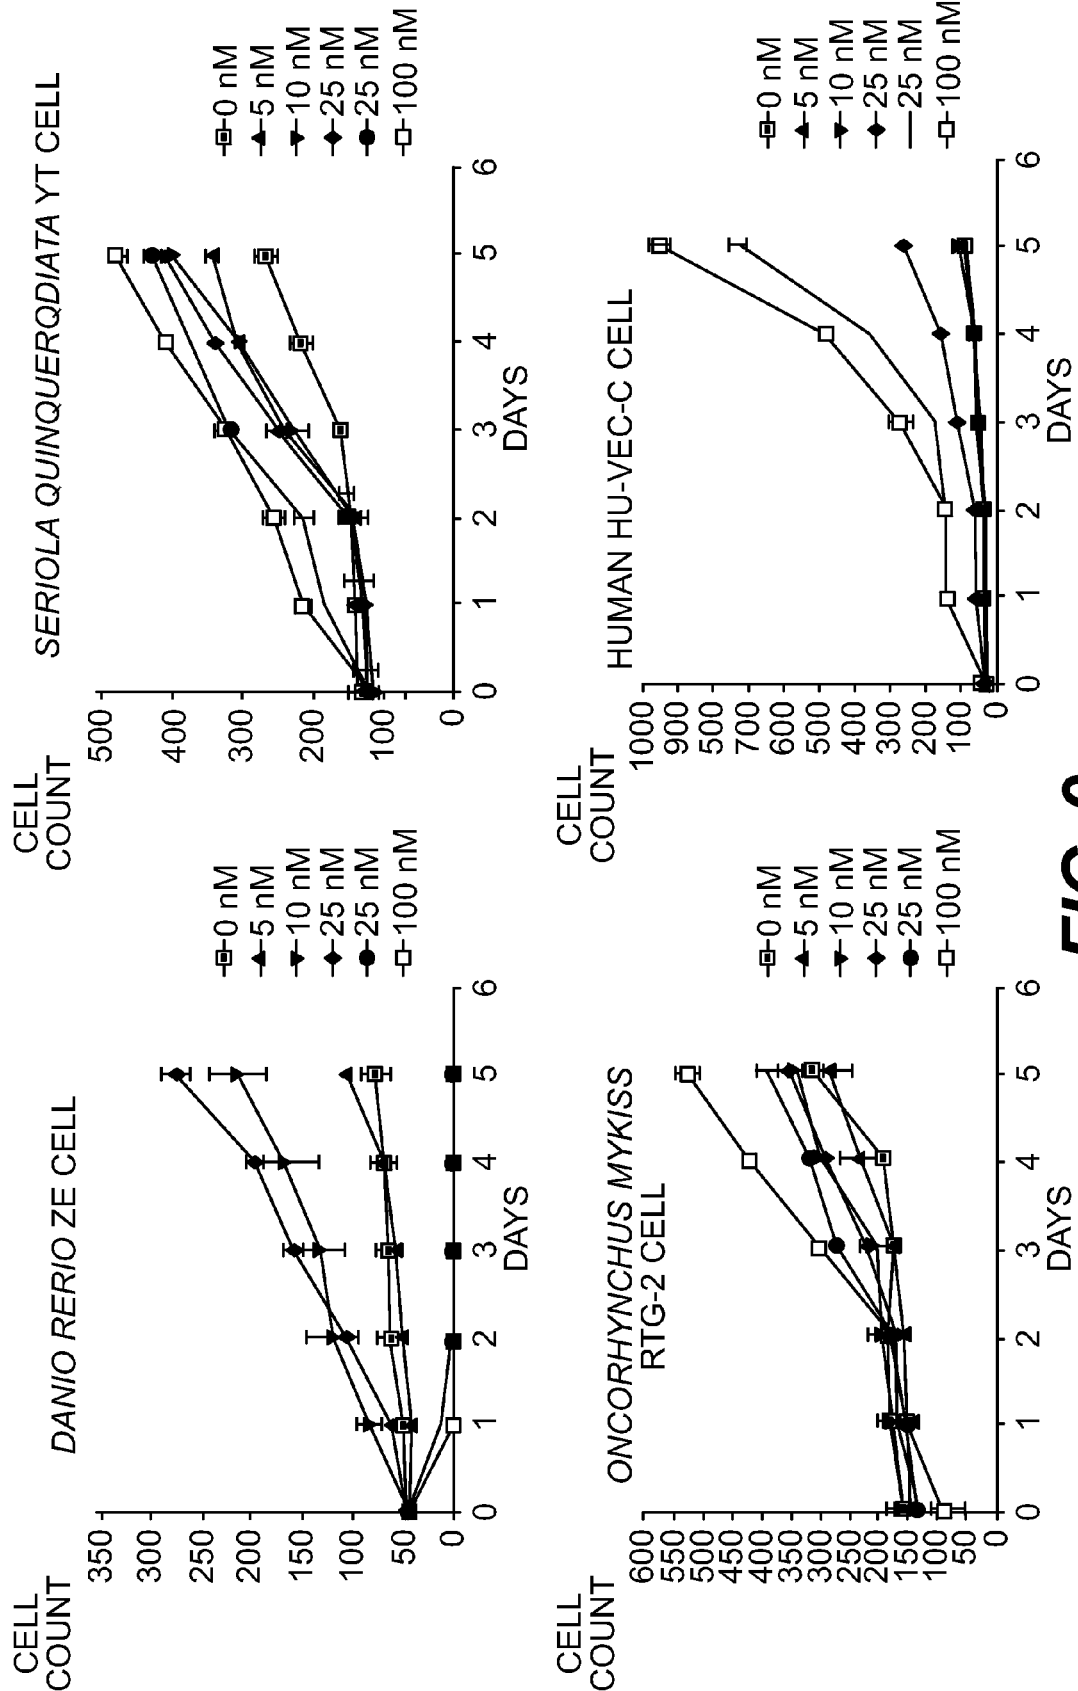 CELL
COUNT
DANIO RERIO ZE CELL
350
300
250
200
150
100
50
0
0 1 2 3 4 5 6
DAYS
0 nM
5 nM
10 nM
25 nM
25 nM
100 nM
CELL
COUNT
SERIOLA QUINQUERQDIATA YT CELL
500
400
300
200
100
0
0 1 2 3 4 5 6
DAYS
0 nM
5 nM
10 nM
25 nM
25 nM
100 nM
CELL
COUNT
ONCORHYNCHUS MYKISS
RTG-2 CELL
600
550
500
450
400
350
300
250
200
150
100
50
0
0 1 2 3 4 5 6
DAYS
0 nM
5 nM
10 nM
25 nM
25 nM
100 nM
CELL
COUNT
HUMAN HU-VEC-C CELL
1000
900
500
700
600
500
400
300
200
100
0
0 1 2 3 4 5 6
DAYS
0 nM
5 nM
10 nM
25 nM
25 nM
100 nM
FIG.